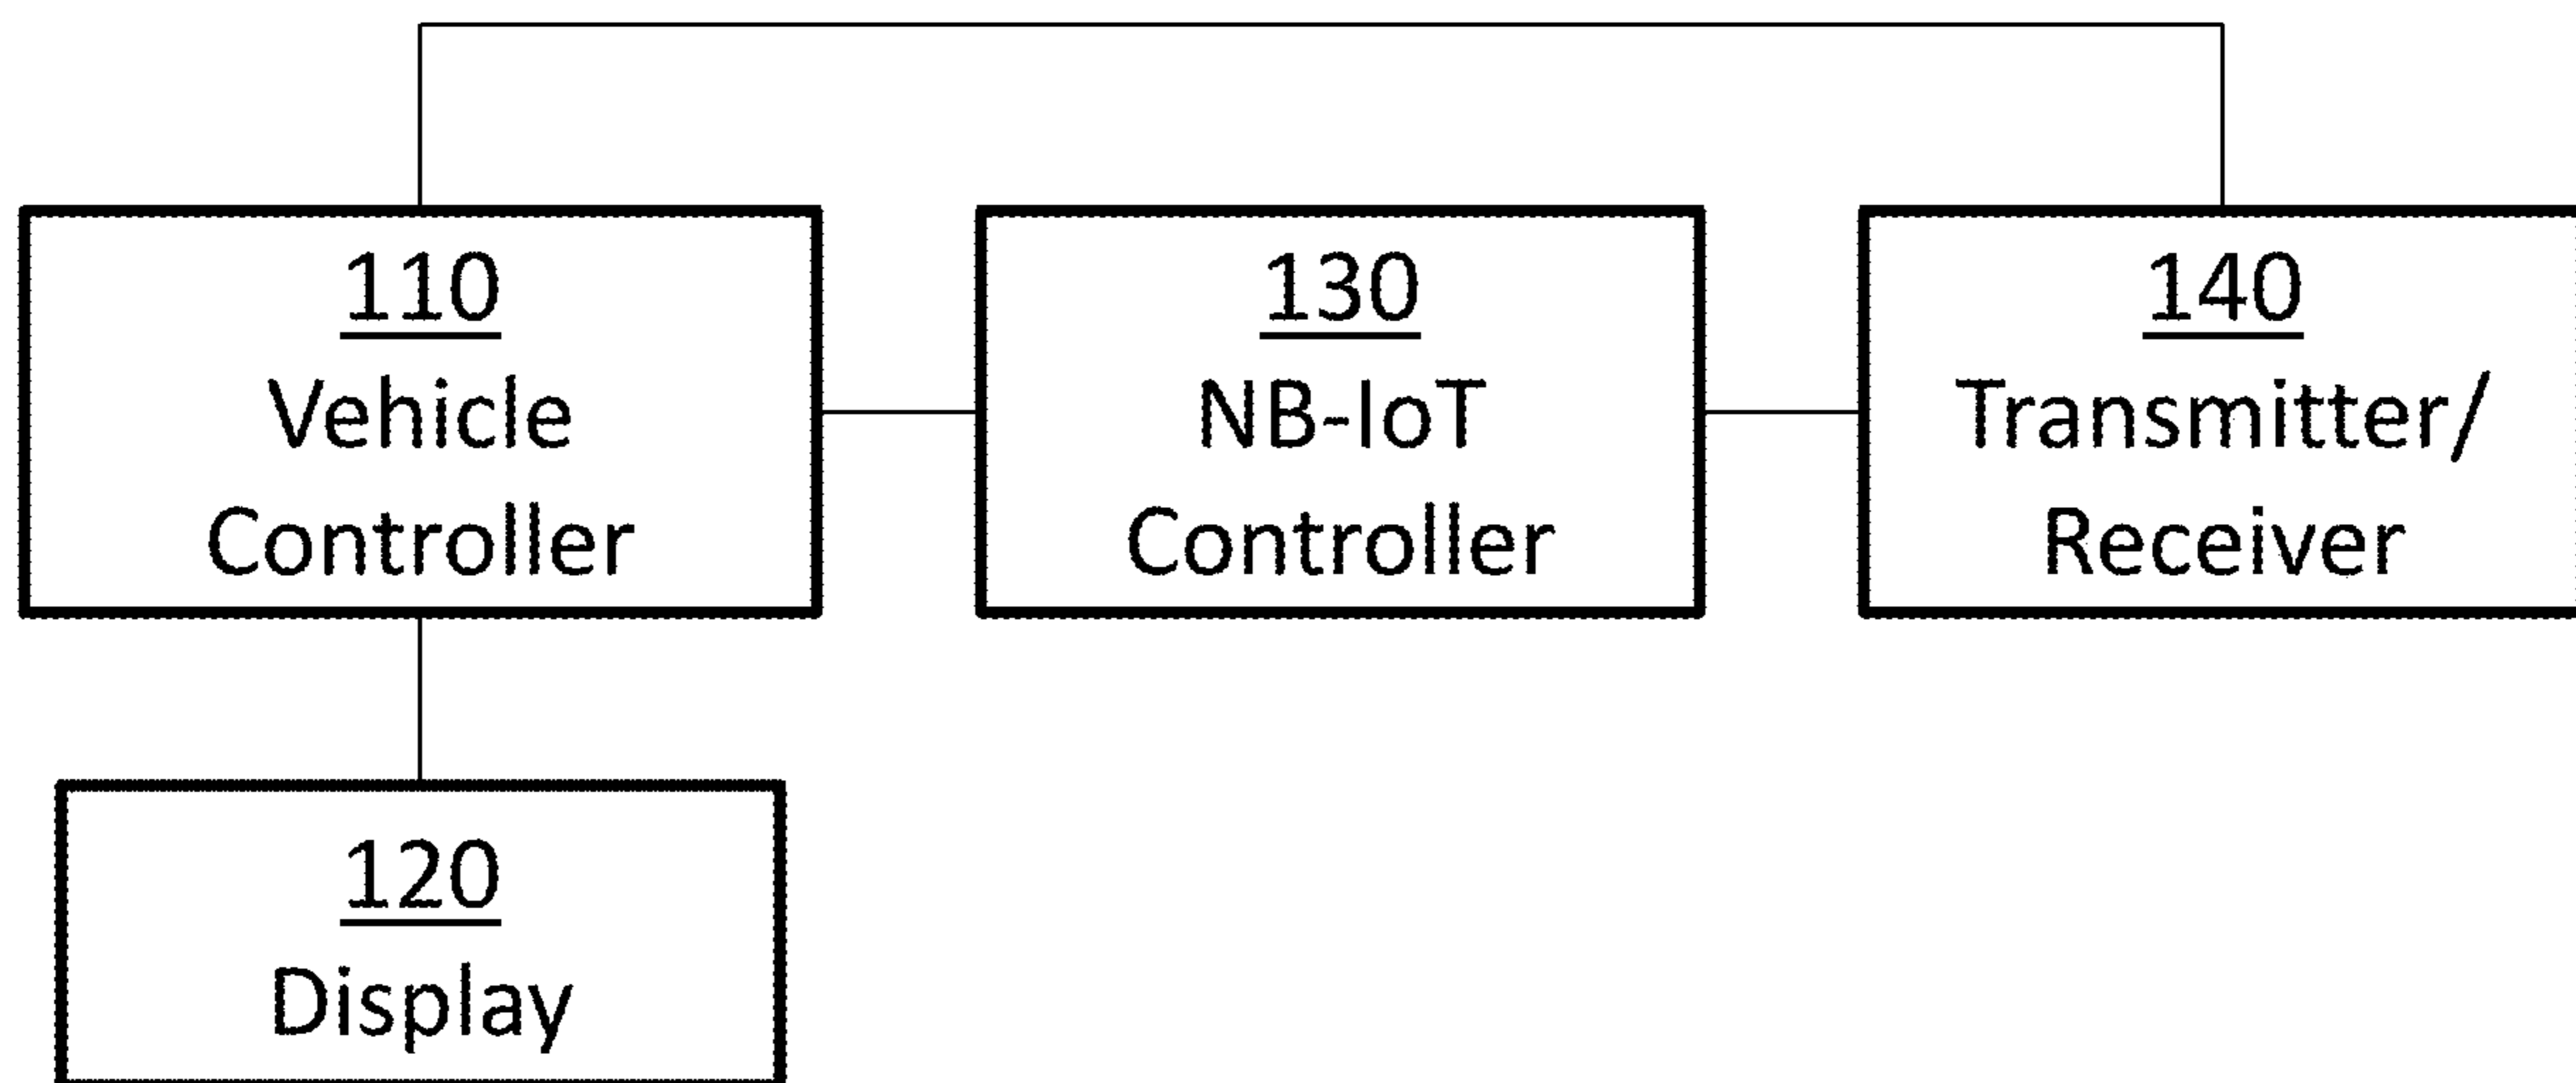 110
Vehicle
Controller
130
NB-IoT
Controller
140
Transmitter/
Receiver
120
Display